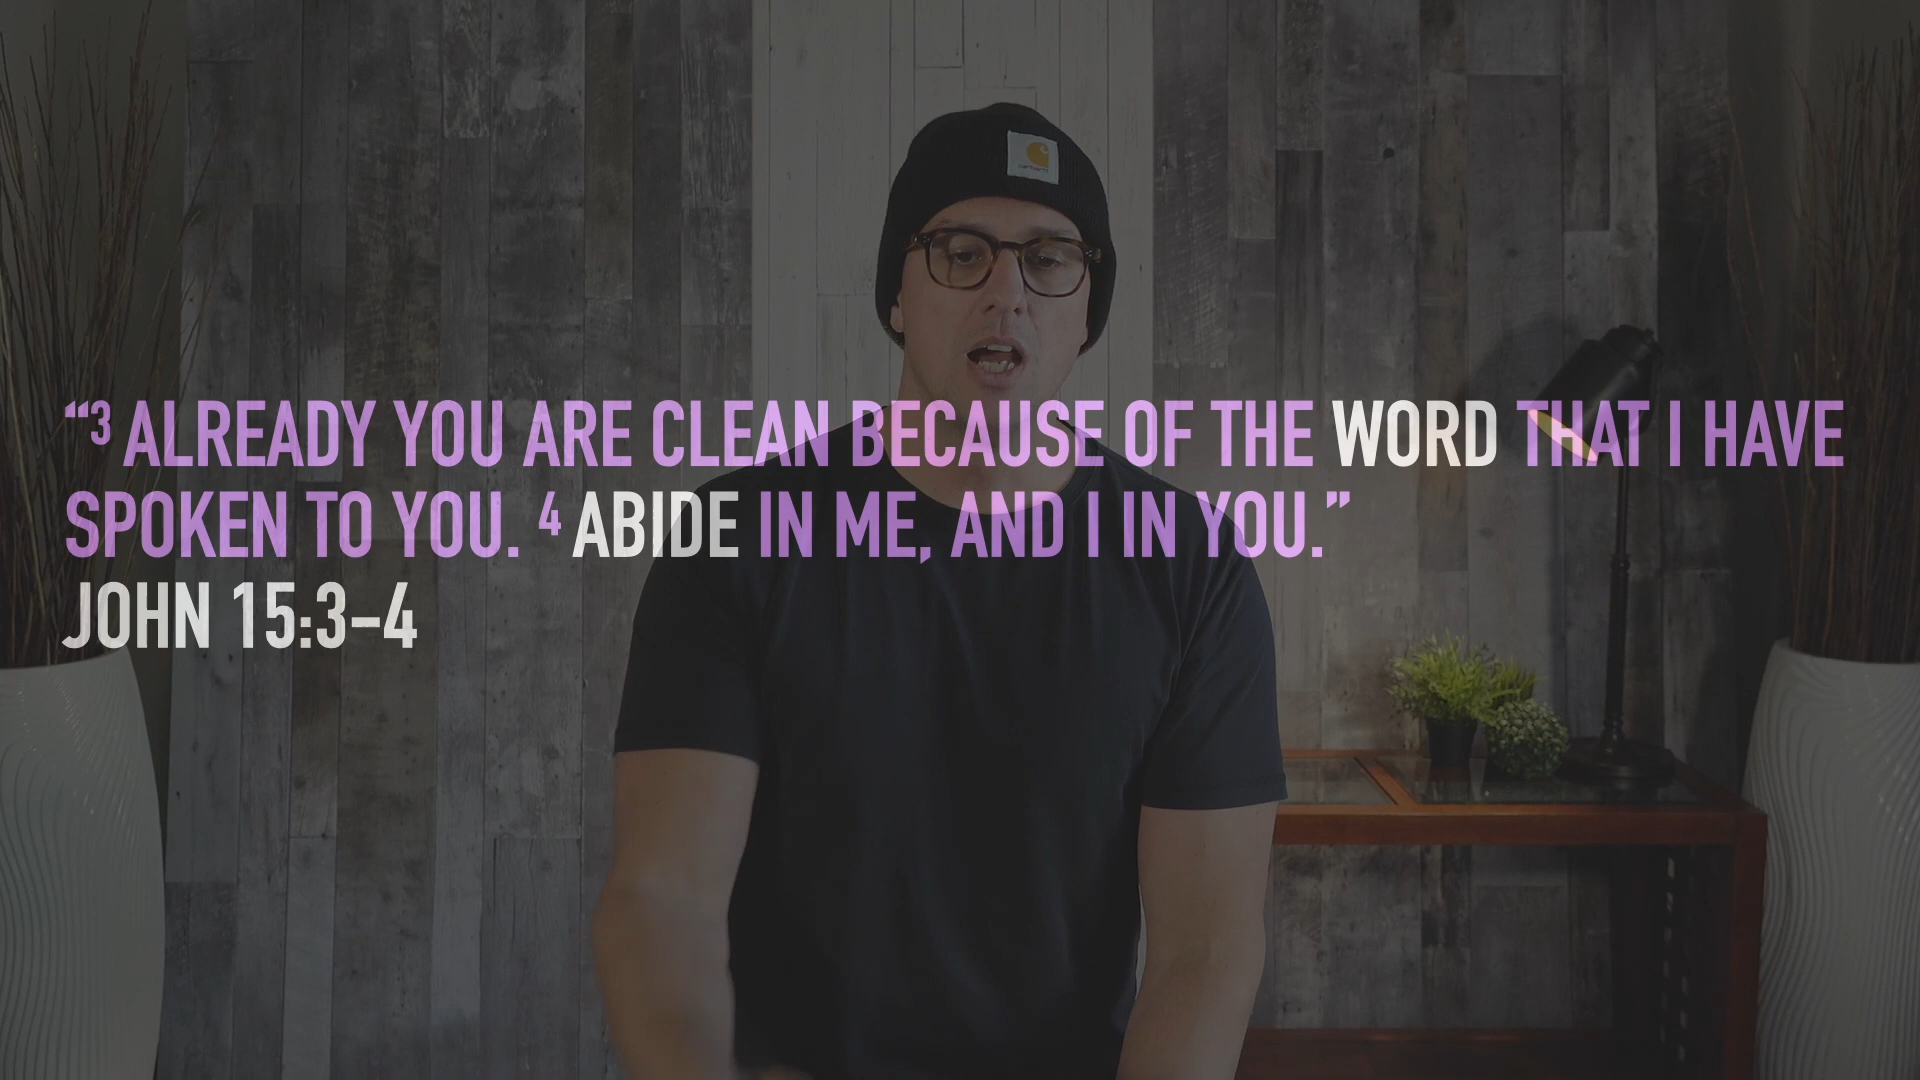 “3 ALREADY YOU ARE CLEAN BECAUSE OF THE WORD THAT I HAVE
SPOKEN TO YOU. 4 ABIDE IN ME, AND I IN YOU.”
JOHN 15:3–4
carhartt